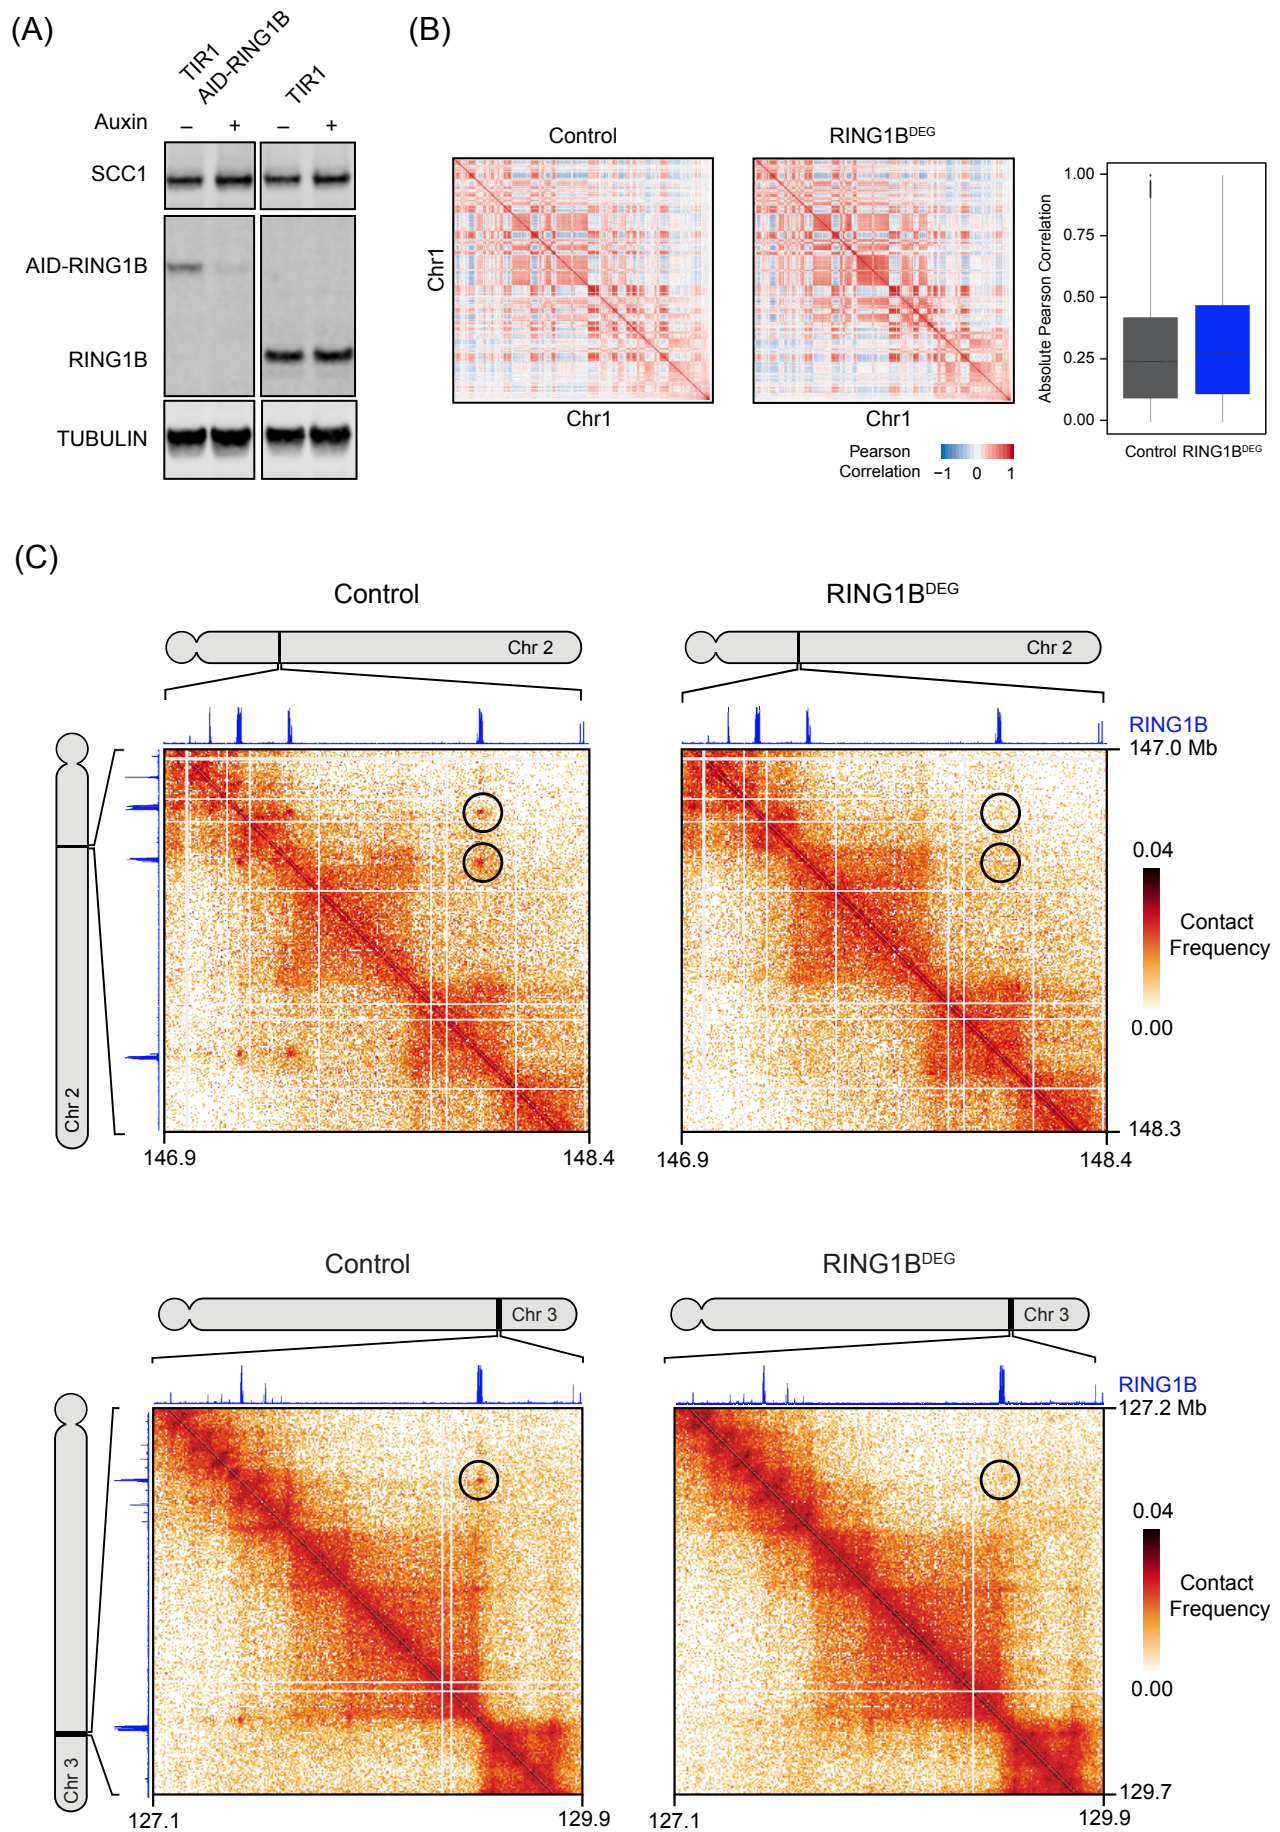 (A)
TIR1
AID-RING1B
TIR1
Auxin
– + – +
SCC1
AID-RING1B
RING1B
TUBULIN
(B)
Control
RING1BDEG
Chr1
Chr1
Chr1
Pearson
Correlation
−1 0 1
Absolute Pearson Correlation
1.00
0.75
0.50
0.25
0.00
Control RING1BDEG
(C)
Control
RING1BDEG
Chr 2
Chr 2
RING1B
147.0 Mb
0.04
Contact
Frequency
0.00
Chr 2
148.3
146.9
148.4
146.9
148.4
Control
RING1BDEG
Chr 3
Chr 3
RING1B
127.2 Mb
0.04
Contact
Frequency
0.00
Chr 3
129.7
127.1
129.9
127.1
129.9